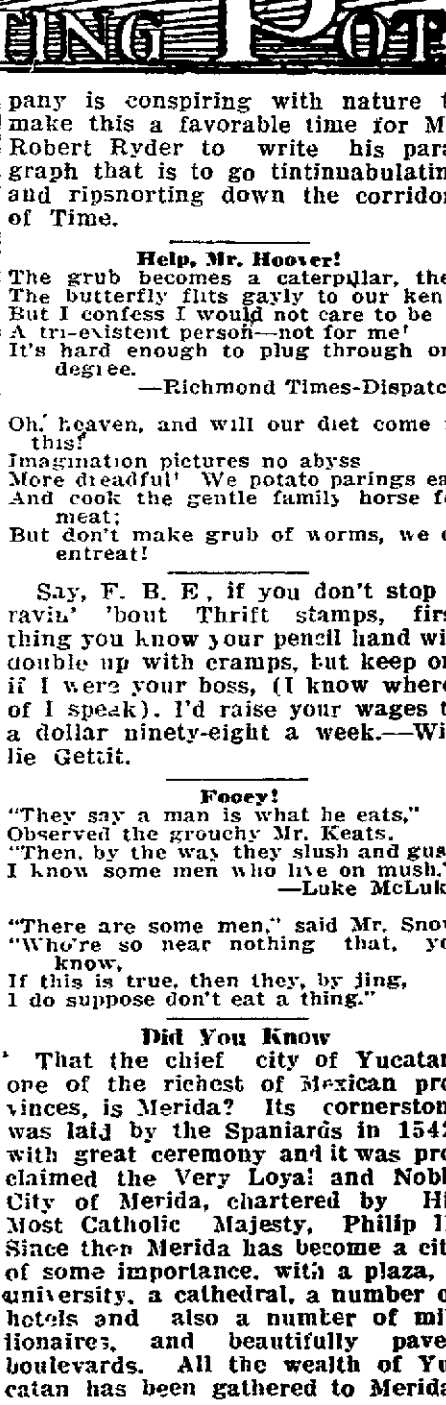 TING POT
pany is conspiring with nature t
make this a favorable time for M
Robert Ryder to write his para
graph that is to go tintinuabulatin
and ripsnorting down the corridor
of Time.
Help, Mr. Hoover!
The grub becomes a caterpillar, the
The butterfly flits gayly to our ken
But I confess I would not care to be
A tri-existent person—not for me!
It's hard enough to plug through on
degree.
—Richmond Times-Dispatc
Oh, heaven, and will our diet come
this?
Imagination pictures no abyss
More dreadful! We potato parings ea
And cook the gentle family horse fo
meat;
But don't make grub of worms, we
entreat!
Say, F. B. E, if you don't stop
ravin' 'bout Thrift stamps, firs
thing you know your pencil hand wi
double up with cramps, but keep on
if I were your boss, (I know where
of I speak). I'd raise your wages t
a dollar ninety-eight a week.—Wi
lie Gettit.
Fooey!
"They say a man is what he eats,"
Observed the grouchy Mr. Keats.
"Then, by the way they slush and gus
I know some men who live on mush."
—Luke McLuk
"There are some men," said Mr. Snow
"Who're so near nothing that, yo
know,
If this is true, then they, by jing,
I do suppose don't eat a thing."
Did You Know
That the chief city of Yucatan
one of the richest of Mexican pro
vinces, is Merida? Its cornerston
was laid by the Spaniards in 1542
with great ceremony and it was pro
claimed the Very Loyal and Nobl
City of Merida, chartered by Hi
Most Catholic Majesty, Philip I
Since then Merida has become a cit
of some importance, with a plaza,
university, a cathedral, a number o
hotels and also a number of mil
lionaires, and beautifully pave
boulevards. All the wealth of Yu
catan has been gathered to Merida